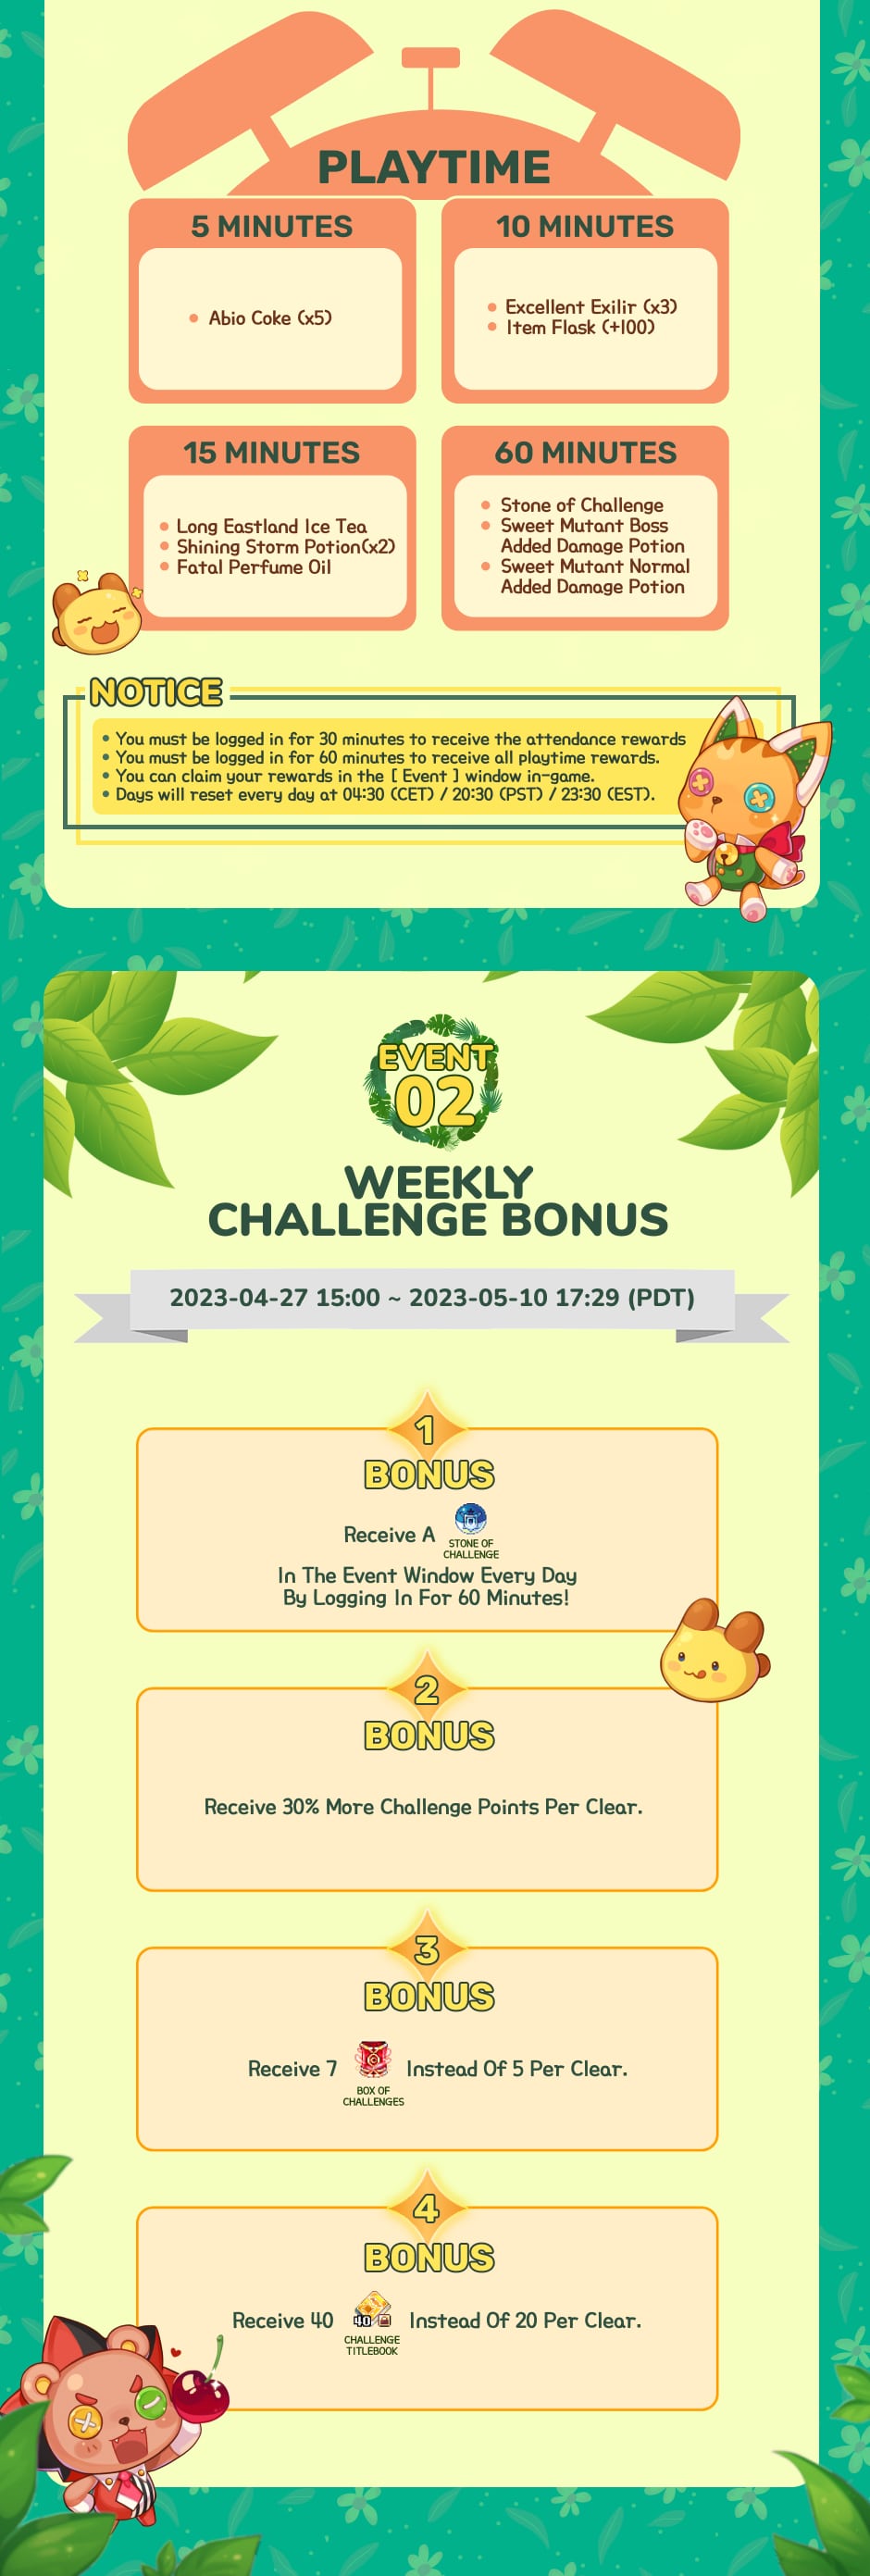 PLAYTIME
5 MINUTES
Abio Coke (x5)
10 MINUTES
Excellent Exilir (x3)
Item Flask (+100)
15 MINUTES
Long Eastland Ice Tea
Shining Storm Potion(x2)
Fatal Perfume Oil
60 MINUTES
Stone of Challenge
Sweet Mutant Boss
Added Damage Potion
Sweet Mutant Normal
Added Damage Potion
NOTICE
You must be logged in for 30 minutes to receive the attendance rewards
You must be logged in for 60 minutes to receive all playtime rewards.
You can claim your rewards in the [ Event ] window in-game.
Days will reset every day at 04:30 (CET) / 20:30 (PST) / 23:30 (EST).
EVENT
02
WEEKLY
CHALLENGE BONUS
2023-04-27 15:00 ~ 2023-05-10 17:29 (PDT)
1
BONUS
Receive A
STONE OF
CHALLENGE
In The Event Window Every Day
By Logging In For 60 Minutes!
2
BONUS
Receive 30% More Challenge Points Per Clear.
3
BONUS
Receive 7 Instead Of 5 Per Clear.
BOX OF
CHALLENGES
4
BONUS
Receive 40 Instead Of 20 Per Clear.
40
CHALLENGE
TITLEBOOK